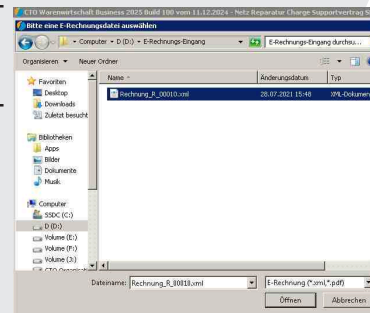 CTO Warenwirtschaft Business 2025 Build 100 vom 11.12.2024 - Netz Reparatur Charge Supportvertrag S
Bitte eine E-Rechnungsdatei auswählen
Computer D (D:) E-Rechnungs-Eingang
E-Rechnungs-Eingang durchsu...
Organisieren Neuer Ordner
Name Änderungsdatum Typ
Favoriten
Desktop
Downloads
Zuletzt besucht
Rechnung_R_00010.xml 28.07.2021 15:48 XML-Dokumen
Bibliotheken
Apps
Bilder
Dokumente
Musik
Computer
SSDC (C:)
D (D:)
Volume (E:)
Volume (F:)
Dateiname: E-Rechnung (*.xml,*.pdf)
Öffnen Abbrechen